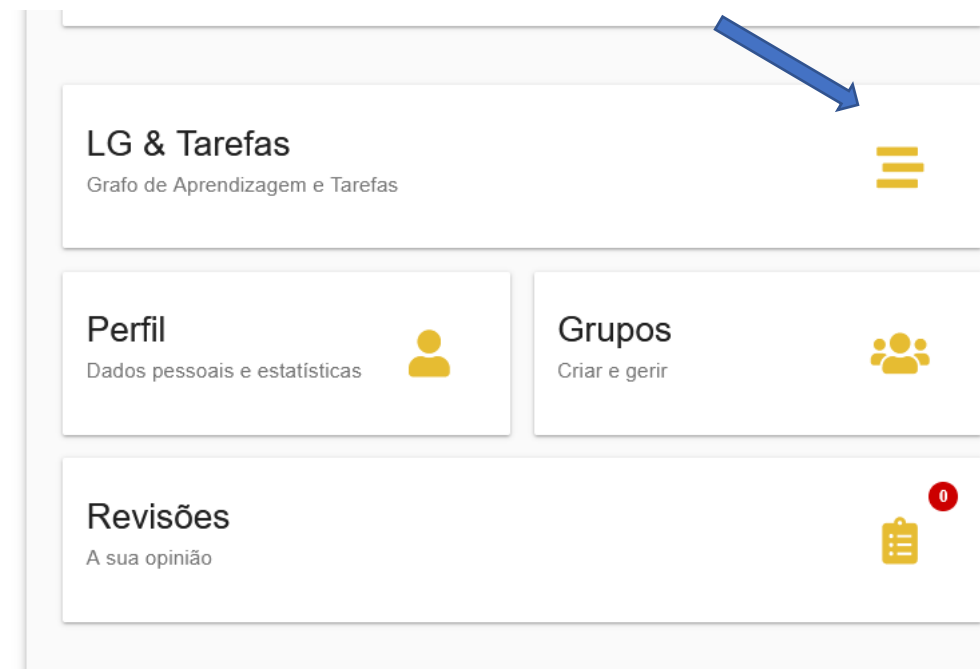 LG & Tarefas
Grafo de Aprendizagem e Tarefas
Perfil
Dados pessoais e estatísticas
Grupos
Criar e gerir
Revisões
A sua opinião
0